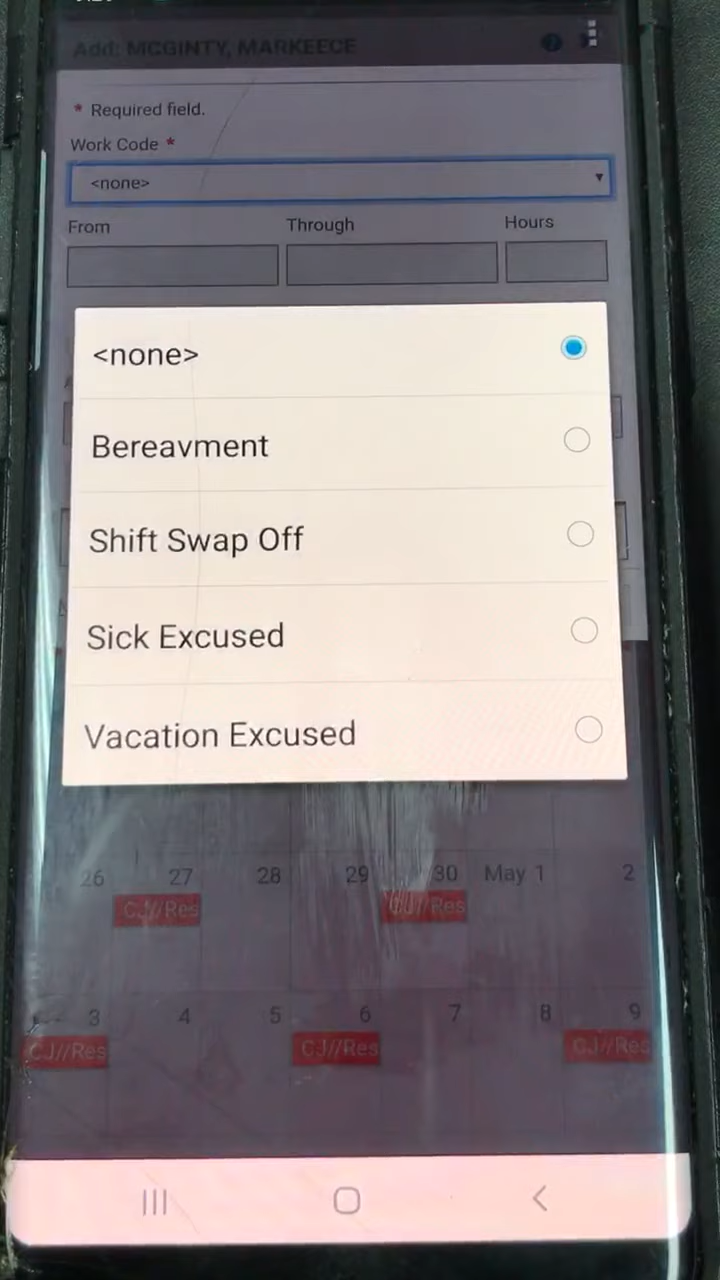 Add: MCGINTY, MARKEECE
* Required field.
Work Code *
<none>
From Through Hours
<none>
Bereavment
Shift Swap Off
Sick Excused
Vacation Excused
26 27 28 29 30 May 1 2
CJ//Res CJ//Res
3 4 5 6 7 8 9
CJ//Res CJ//Res CJ//Res